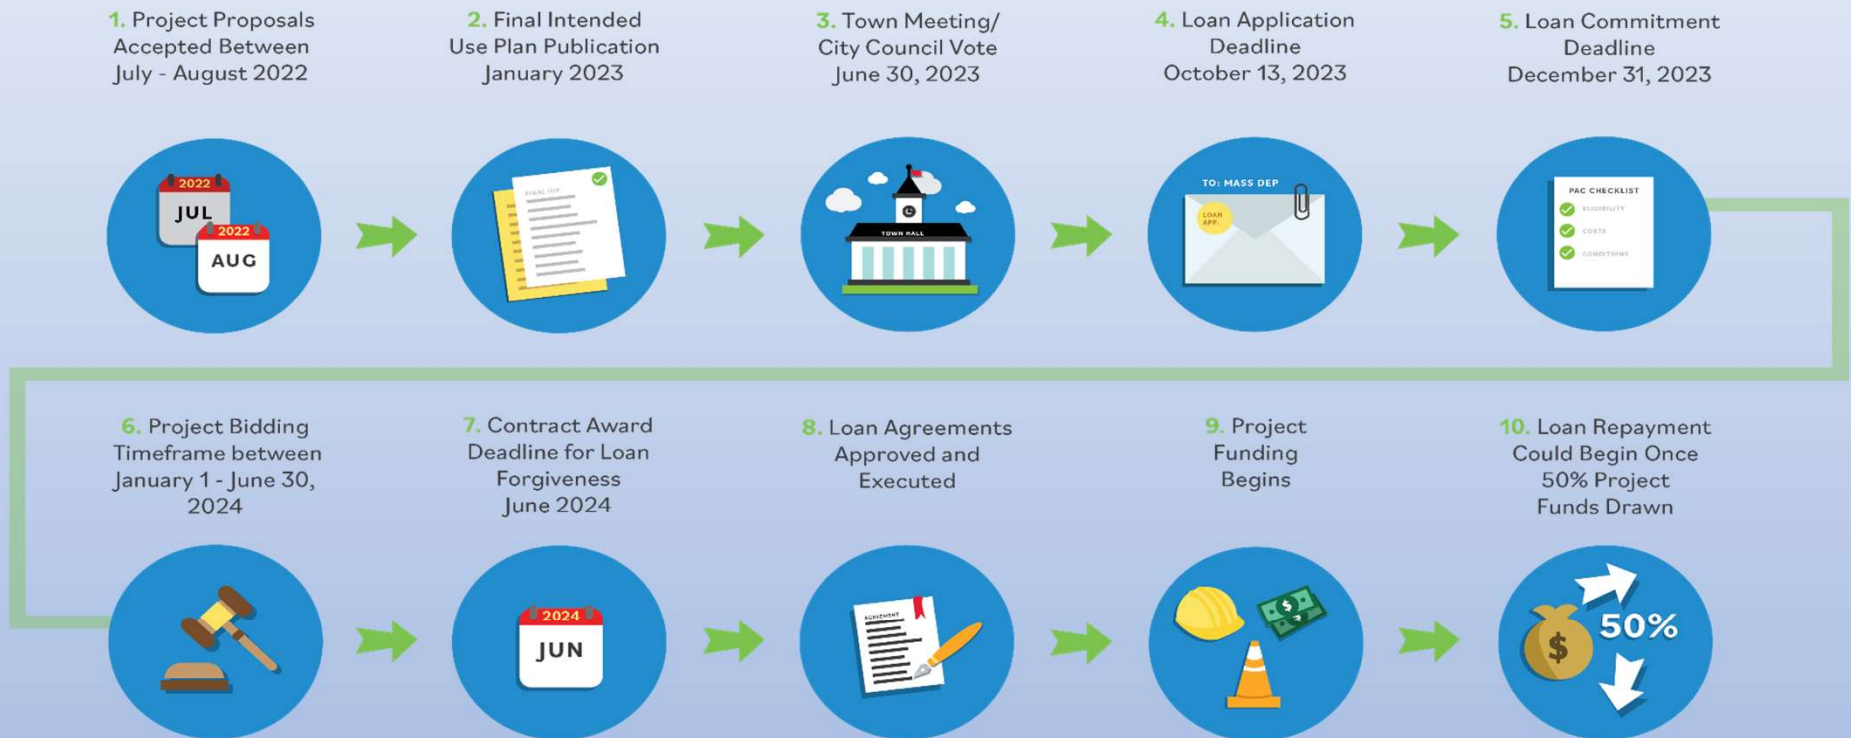 1. Project Proposals
Accepted Between
July - August 2022
2. Final Intended
Use Plan Publication
January 2023
3. Town Meeting/
City Council Vote
June 30, 2023
4. Loan Application
Deadline
October 13, 2023
5. Loan Commitment
Deadline
December 31, 2023
2022
JUL
2022
AUG
FINAL IUP
TOWN HALL
TO: MASS DEP
LOAN
APP.
PAC CHECKLIST
ELIGIBILITY
COSTS
CONDITIONS
6. Project Bidding
Timeframe between
January 1 - June 30,
2024
7. Contract Award
Deadline for Loan
Forgiveness
June 2024
8. Loan Agreements
Approved and
Executed
9. Project
Funding
Begins
10. Loan Repayment
Could Begin Once
50% Project
Funds Drawn
2024
JUN
AGREEMENT
$
$
50%